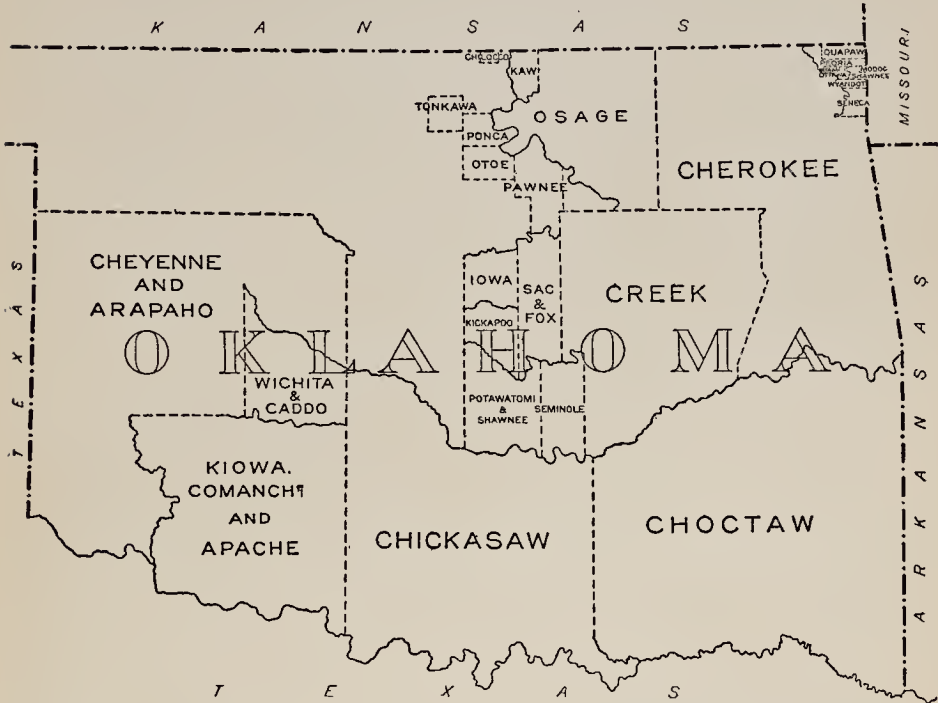 KANSAS
MISSOURI
CHILOCCO
KAW
QUAPAW
PEORIA
OTTAWA
MODOC
SHAWNEE
WYANDOT
SENECA
TONKAWA
PONCA
OSAGE
OTOE
PAWNEE
CHEROKEE
CHEYENNE
AND
ARAPAHO
IOWA
SAC
&
FOX
CREEK
KICKAPOO
OKLAHOMA
WICHITA
&
CADDO
POTAWATOMI
&
SHAWNEE
SEMINOLE
KIOWA.
COMANCHE
AND
APACHE
CHICKASAW
CHOCTAW
TEXAS
ARKANSAS
TEXAS